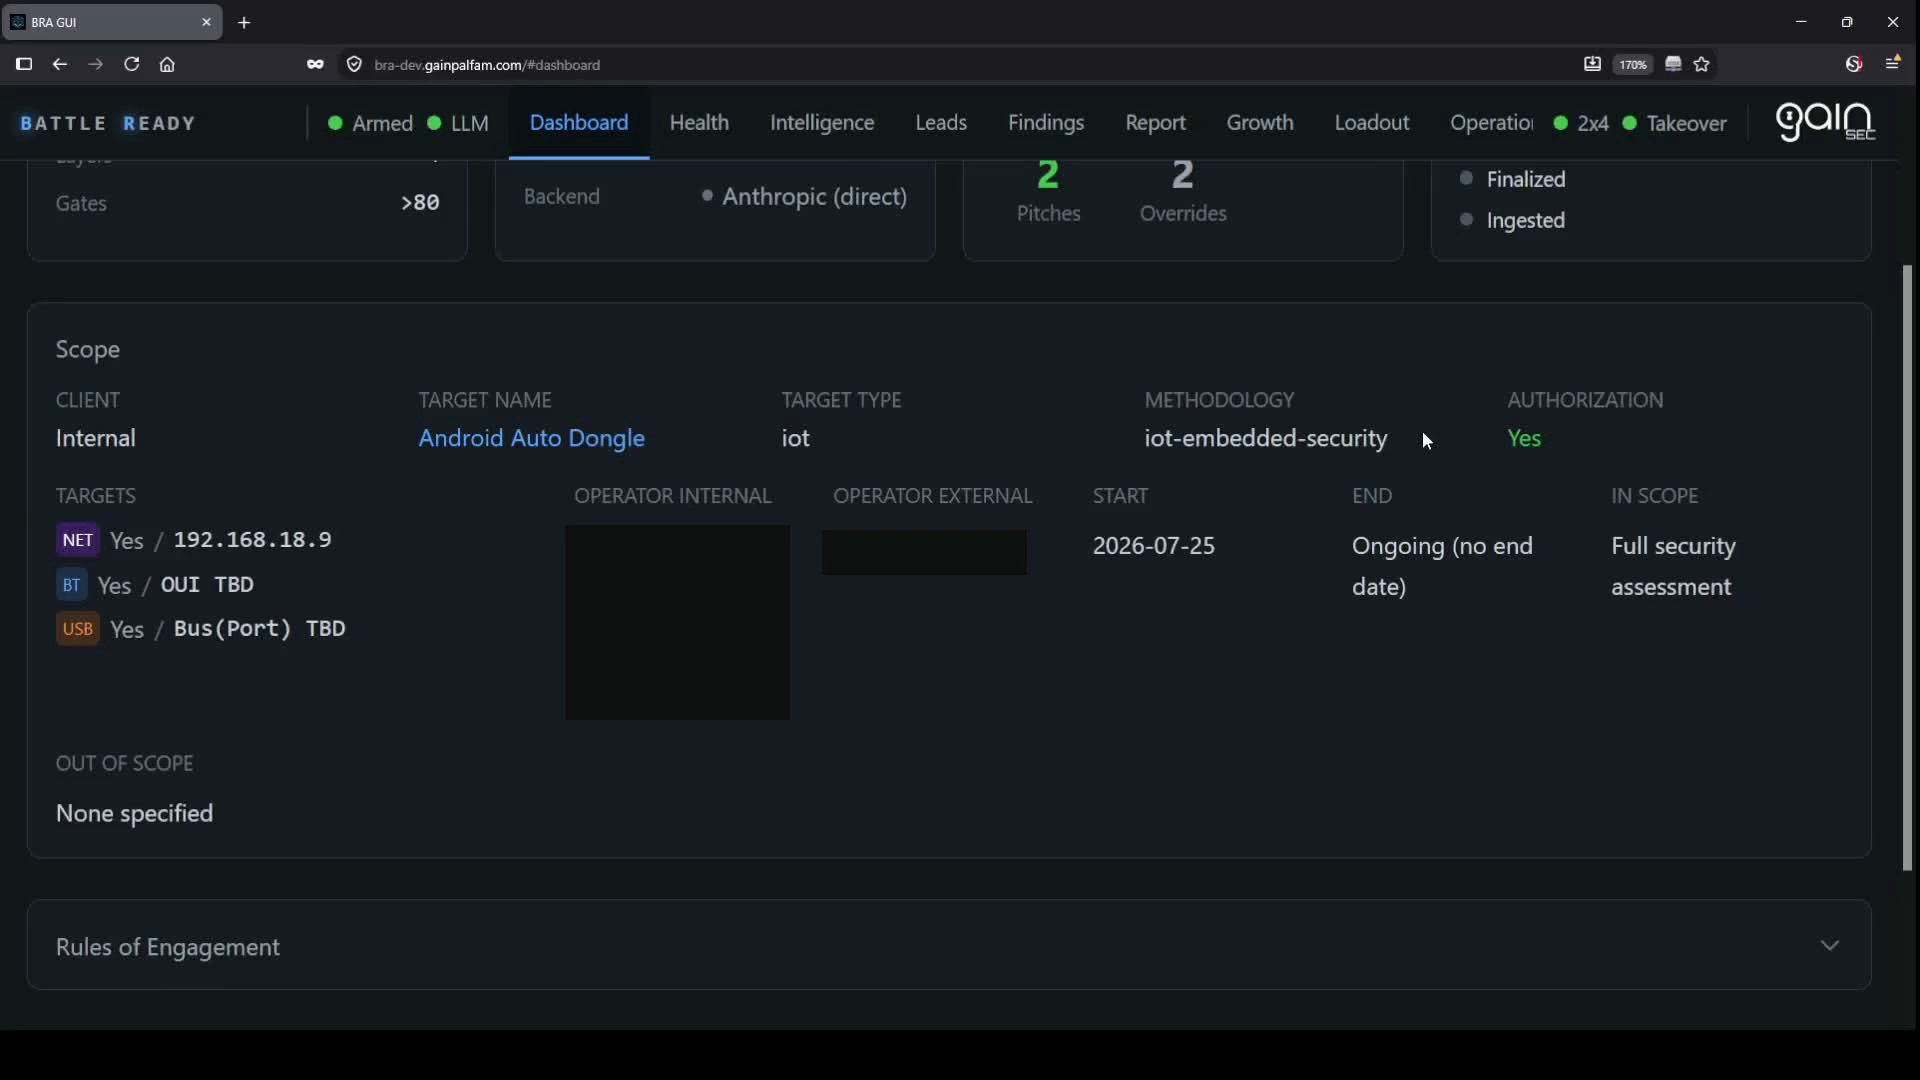 BRA GUI
bra-dev.gainpalfam.com/#dashboard
170%
BATTLE READY
Armed
LLM
Dashboard
Health
Intelligence
Leads
Findings
Report
Growth
Loadout
Operation
2x4
Takeover
gain
SEC
Layers
Gates
>80
Backend
Anthropic (direct)
2
Pitches
2
Overrides
Finalized
Ingested
Scope
CLIENT
TARGET NAME
TARGET TYPE
METHODOLOGY
AUTHORIZATION
Internal
Android Auto Dongle
iot
iot-embedded-security
Yes
TARGETS
OPERATOR INTERNAL
OPERATOR EXTERNAL
START
END
IN SCOPE
NET Yes / 192.168.18.9
BT Yes / OUI TBD
USB Yes / Bus(Port) TBD
2026-07-25
Ongoing (no end
date)
Full security
assessment
OUT OF SCOPE
None specified
Rules of Engagement